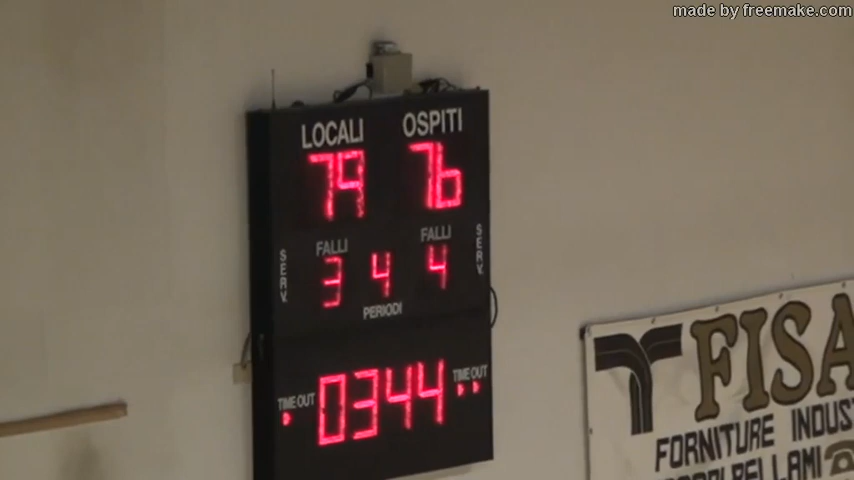 made by freemake.com
LOCALI OSPITI
79 76
FALLI FALLI
SERV 3 4 4 SERV
PERIODI
TIME OUT 0344 TIME OUT
FISA
FORNITURE INDUST